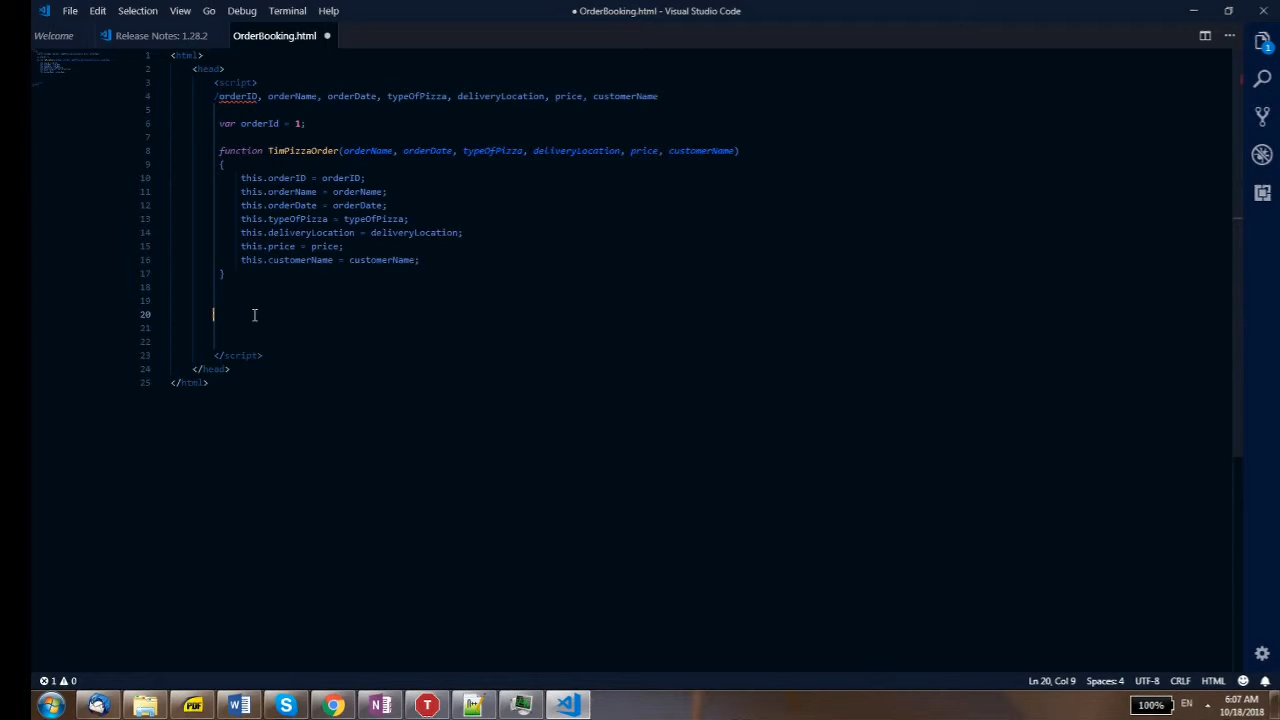 File Edit Selection View Go Debug Terminal Help
● OrderBooking.html - Visual Studio Code
Welcome
Release Notes: 1.28.2
OrderBooking.html ●
1 <html>
2 <head>
3 <script>
4 /orderID, orderName, orderDate, typeOfPizza, deliveryLocation, price, customerName
5
6 var orderId = 1;
7
8 function TimPizzaOrder(orderName, orderDate, typeOfPizza, deliveryLocation, price, customerName)
9 {
10 this.orderID = orderID;
11 this.orderName = orderName;
12 this.orderDate = orderDate;
13 this.typeOfPizza = typeOfPizza;
14 this.deliveryLocation = deliveryLocation;
15 this.price = price;
16 this.customerName = customerName;
17 }
18
19
20
21
22
23 </script>
24 </head>
25 </html>
1
1 0
Ln 20, Col 9 Spaces: 4 UTF-8 CRLF HTML
PDF
W
S
N
T
100%
EN
6:07 AM
10/18/2018